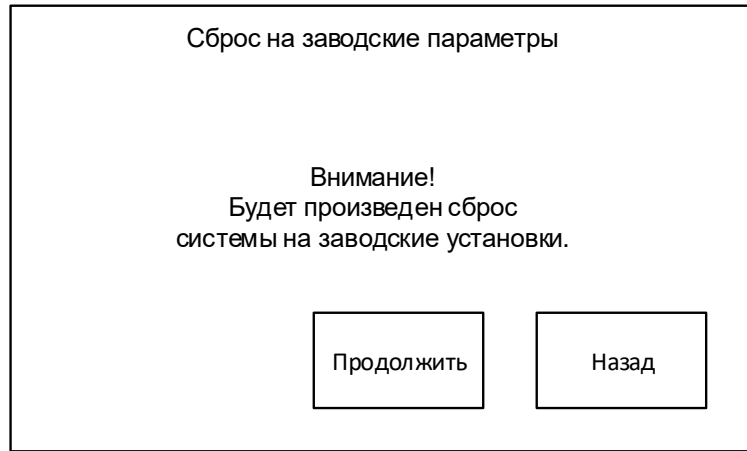 Сброс на заводские параметры
Внимание!
Будет произведен сброс
системы на заводские установки.
Продолжить
Назад